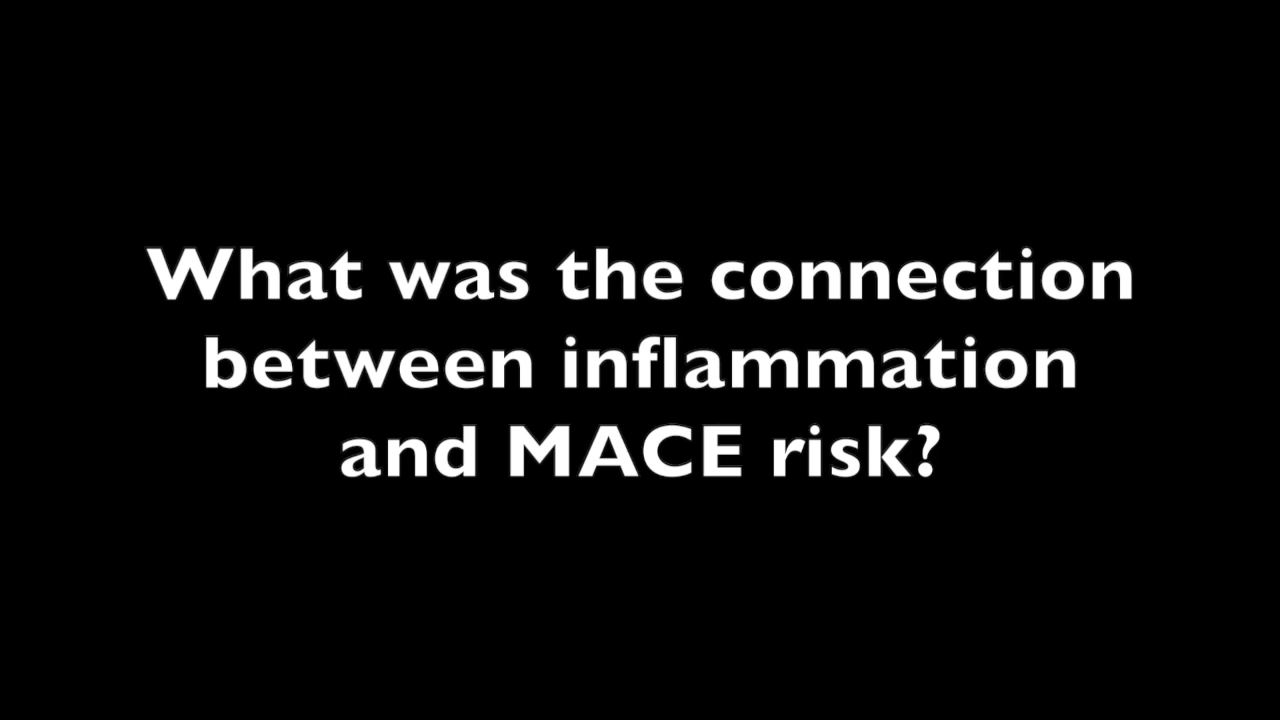 What was the connection
between inflammation
and MACE risk?